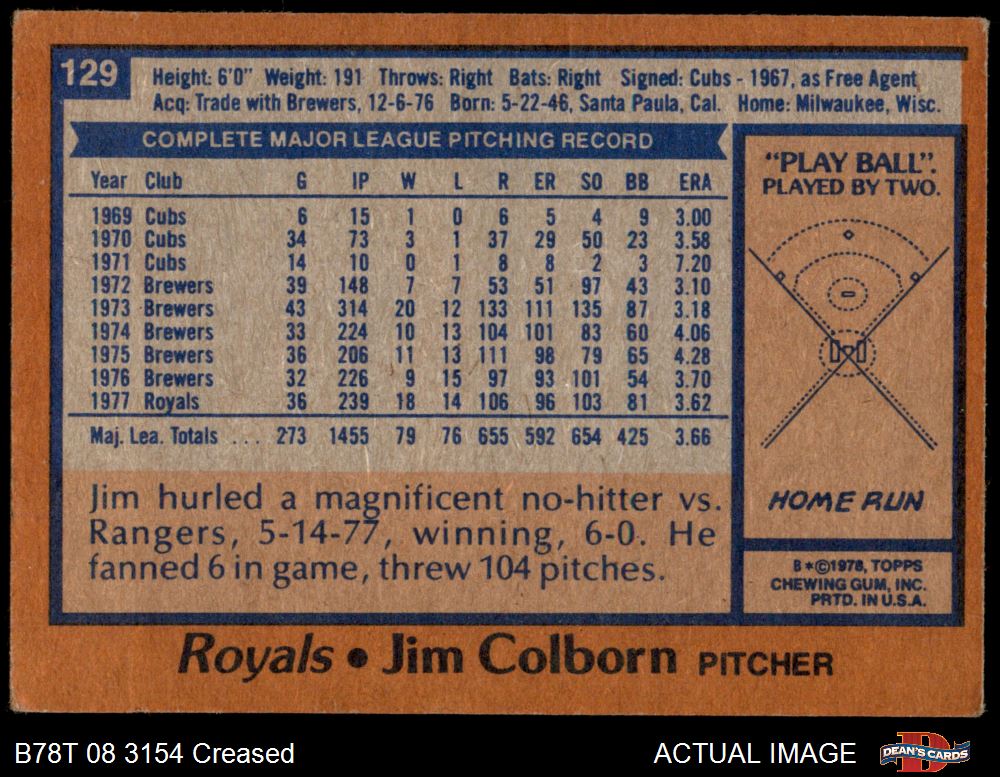 129
Height: 6'0" Weight: 191 Throws: Right Bats: Right Signed: Cubs - 1967, as Free Agent
Acq: Trade with Brewers, 12-6-76 Born: 5-22-46, Santa Paula, Cal. Home: Milwaukee, Wisc.
COMPLETE MAJOR LEAGUE PITCHING RECORD
Year Club G IP W L R ER SO BB ERA
1969 Cubs 6 15 1 0 6 5 4 9 3.00
1970 Cubs 34 73 3 1 37 29 50 23 3.58
1971 Cubs 14 10 0 1 8 8 2 3 7.20
1972 Brewers 39 148 7 7 53 51 97 43 3.10
1973 Brewers 43 314 20 12 133 111 135 87 3.18
1974 Brewers 33 224 10 13 104 101 83 60 4.06
1975 Brewers 36 206 11 13 111 98 79 65 4.28
1976 Brewers 32 226 9 15 97 93 101 54 3.70
1977 Royals 36 239 18 14 106 96 103 81 3.62
Maj. Lea. Totals ... 273 1455 79 76 655 592 654 425 3.66
Jim hurled a magnificent no-hitter vs.
Rangers, 5-14-77, winning, 6-0. He
fanned 6 in game, threw 104 pitches.
"PLAY BALL".
PLAYED BY TWO.
HOME RUN
B*©1978, TOPPS
CHEWING GUM, INC.
PRTD. IN U.S.A.
Royals • Jim Colborn PITCHER
B78T 08 3154 Creased
ACTUAL IMAGE
DEAN'S CARDS